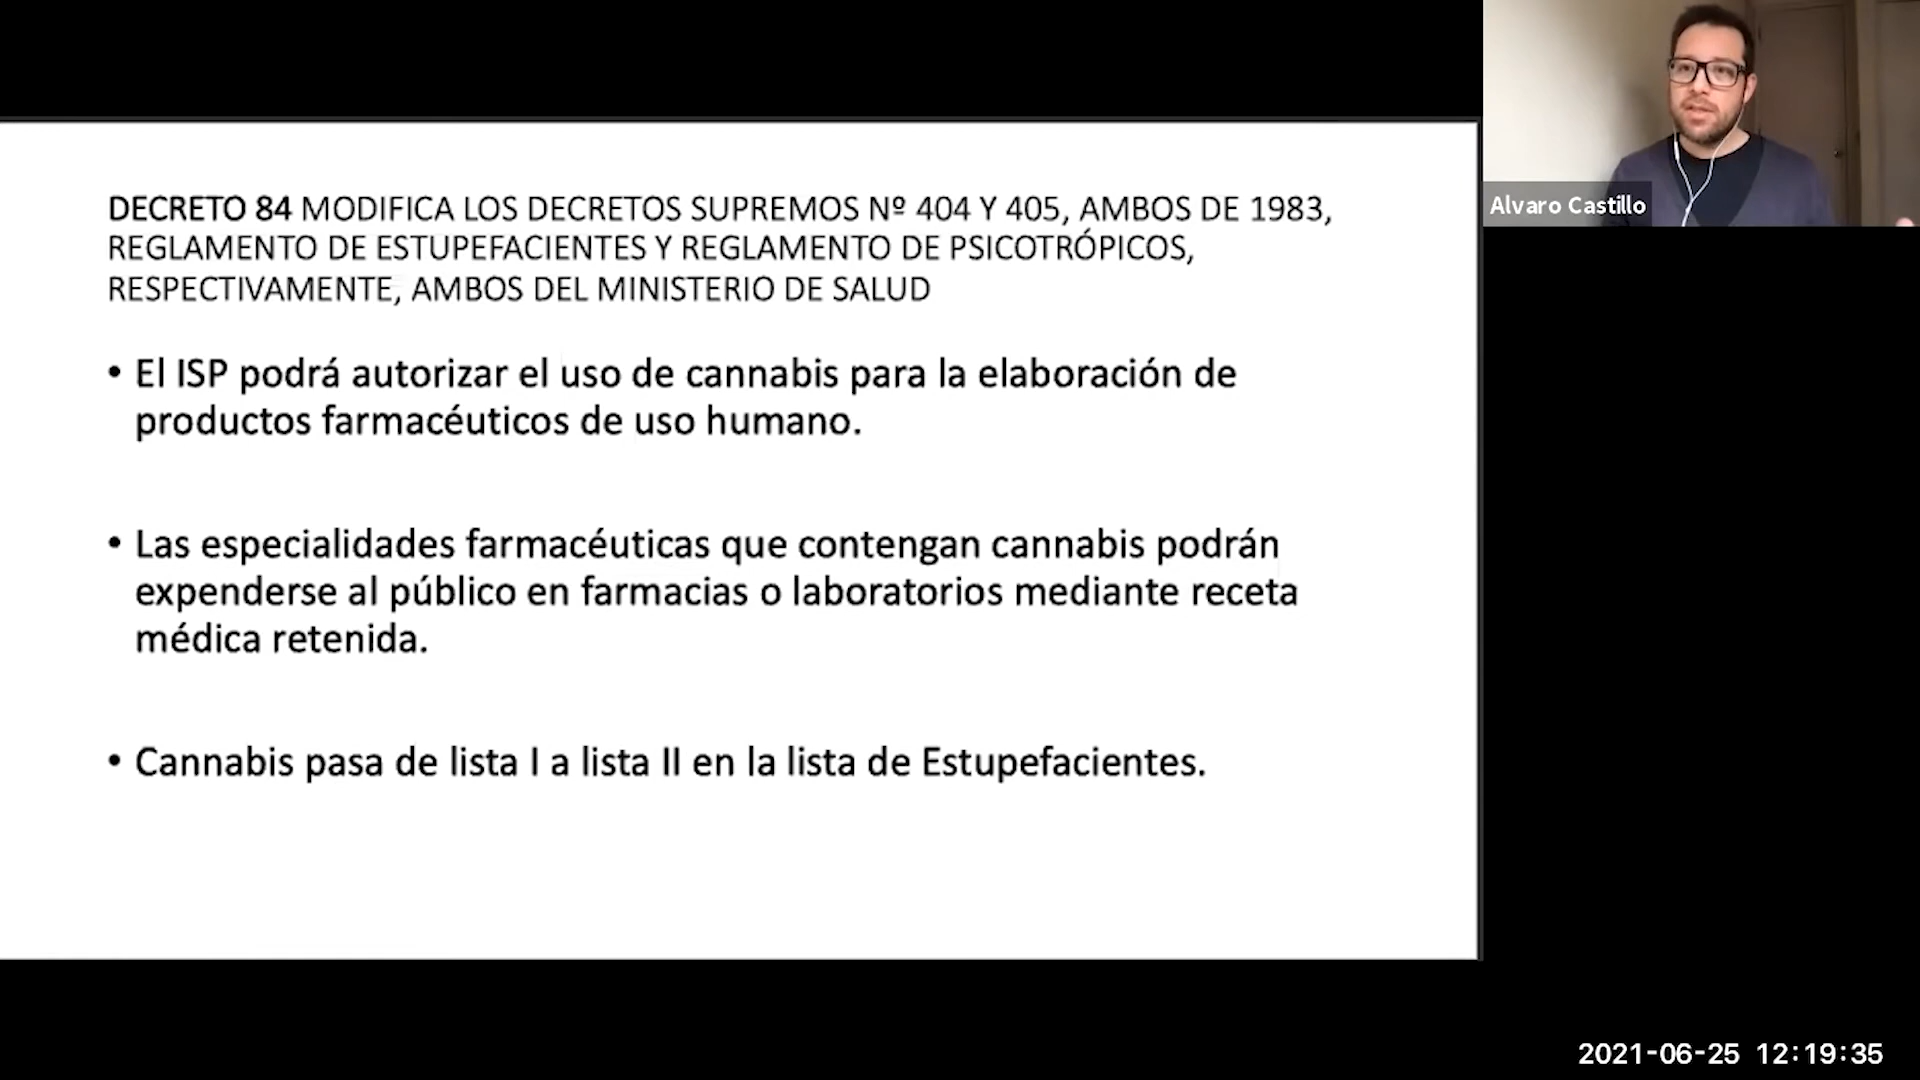 DECRETO 84 MODIFICA LOS DECRETOS SUPREMOS Nº 404 Y 405, AMBOS DE 1983,
REGLAMENTO DE ESTUPEFACIENTES Y REGLAMENTO DE PSICOTRÓPICOS,
RESPECTIVAMENTE, AMBOS DEL MINISTERIO DE SALUD
• El ISP podrá autorizar el uso de cannabis para la elaboración de
productos farmacéuticos de uso humano.
• Las especialidades farmacéuticas que contengan cannabis podrán
expenderse al público en farmacias o laboratorios mediante receta
médica retenida.
• Cannabis pasa de lista I a lista II en la lista de Estupefacientes.
Alvaro Castillo
2021-06-25 12:19:35